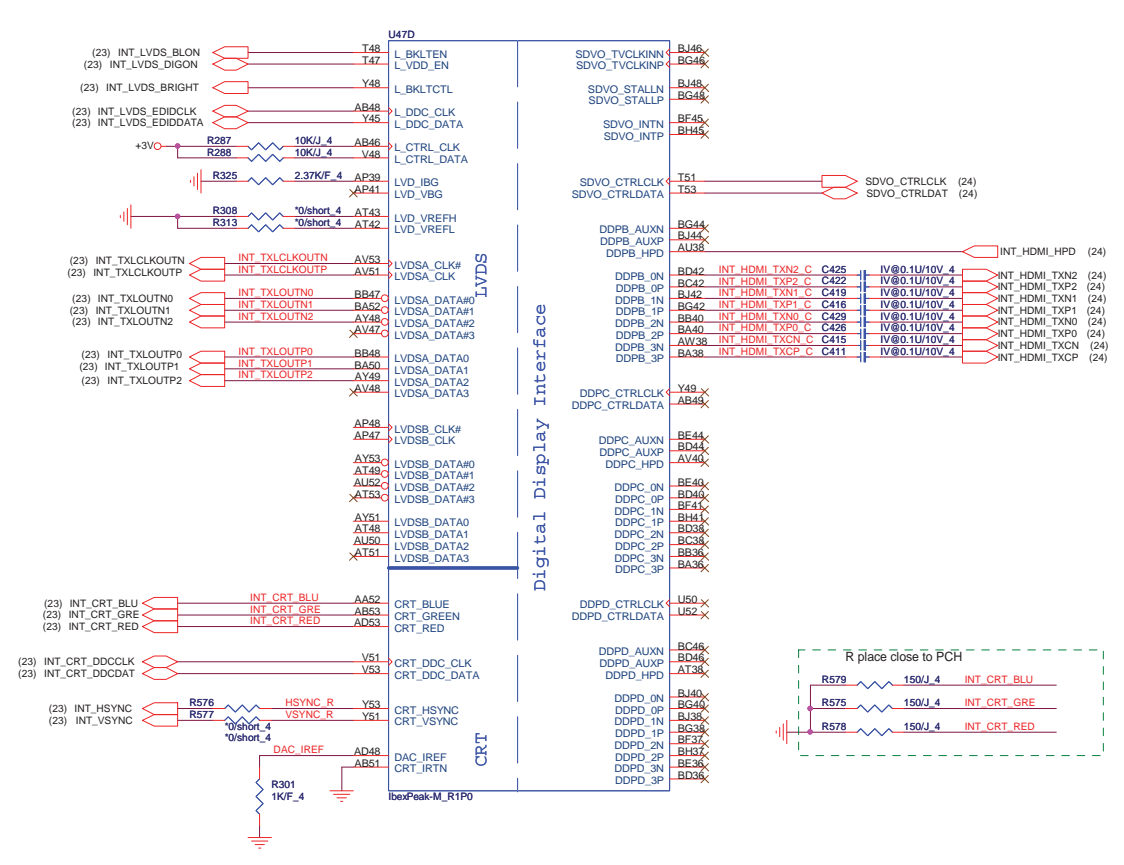 U47D
(23) INT_LVDS_BLON T48 L_BKLTEN
(23) INT_LVDS_DIGON T47 L_VDD_EN
(23) INT_LVDS_BRIGHT Y48 L_BKLTCTL
(23) INT_LVDS_EDIDCLK AB48 L_DDC_CLK
(23) INT_LVDS_EDIDDATA Y45 L_DDC_DATA
+3V R287 10K/J_4 AB46 L_CTRL_CLK
R288 10K/J_4 V48 L_CTRL_DATA
R325 2.37K/F_4 AP39 LVD_IBG
AP41 LVD_VBG
R308 *0/short_4 AT43 LVD_VREFH
R313 *0/short_4 AT42 LVD_VREFL
(23) INT_TXLCLKOUTN INT_TXLCLKOUTN AV53 LVDSA_CLK#
(23) INT_TXLCLKOUTP INT_TXLCLKOUTP AV51 LVDSA_CLK
(23) INT_TXLOUTN0 INT_TXLOUTN0 BB47 LVDSA_DATA#0
(23) INT_TXLOUTN1 INT_TXLOUTN1 BA52 LVDSA_DATA#1
(23) INT_TXLOUTN2 INT_TXLOUTN2 AY48 LVDSA_DATA#2
AV47 LVDSA_DATA#3
(23) INT_TXLOUTP0 INT_TXLOUTP0 BB48 LVDSA_DATA0
(23) INT_TXLOUTP1 INT_TXLOUTP1 BA50 LVDSA_DATA1
(23) INT_TXLOUTP2 INT_TXLOUTP2 AY49 LVDSA_DATA2
AV48 LVDSA_DATA3
AP48 LVDSB_CLK#
AP47 LVDSB_CLK
AY53 LVDSB_DATA#0
AT49 LVDSB_DATA#1
AU52 LVDSB_DATA#2
AT53 LVDSB_DATA#3
AY51 LVDSB_DATA0
AT48 LVDSB_DATA1
AU50 LVDSB_DATA2
AT51 LVDSB_DATA3
LVDS
(23) INT_CRT_BLU INT_CRT_BLU AA52 CRT_BLUE
(23) INT_CRT_GRE INT_CRT_GRE AB53 CRT_GREEN
(23) INT_CRT_RED INT_CRT_RED AD53 CRT_RED
(23) INT_CRT_DDCCLK V51 CRT_DDC_CLK
(23) INT_CRT_DDCDAT V53 CRT_DDC_DATA
(23) INT_HSYNC R576 HSYNC_R Y53 CRT_HSYNC
(23) INT_VSYNC R577 VSYNC_R Y51 CRT_VSYNC
*0/short_4
*0/short_4
DAC_IREF AD48 DAC_IREF
AB51 CRT_IRTN
R301
1K/F_4
CRT
IbexPeak-M_R1P0
Digital Display Interface
SDVO_TVCLKINN BJ46
SDVO_TVCLKINP BG46
SDVO_STALLN BJ48
SDVO_STALLP BG48
SDVO_INTN BF45
SDVO_INTP BH45
SDVO_CTRLCLK T51 SDVO_CTRLCLK (24)
SDVO_CTRLDATA T53 SDVO_CTRLDAT (24)
DDPB_AUXN BG44
DDPB_AUXP BJ44
DDPB_HPD AU38 INT_HDMI_HPD (24)
DDPB_0N BD42 INT_HDMI_TXN2_C C425 IV@0.1U/10V_4 INT_HDMI_TXN2 (24)
DDPB_0P BC42 INT_HDMI_TXP2_C C422 IV@0.1U/10V_4 INT_HDMI_TXP2 (24)
DDPB_1N BJ42 INT_HDMI_TXN1_C C419 IV@0.1U/10V_4 INT_HDMI_TXN1 (24)
DDPB_1P BG42 INT_HDMI_TXP1_C C416 IV@0.1U/10V_4 INT_HDMI_TXP1 (24)
DDPB_2N BB40 INT_HDMI_TXN0_C C429 IV@0.1U/10V_4 INT_HDMI_TXN0 (24)
DDPB_2P BA40 INT_HDMI_TXP0_C C426 IV@0.1U/10V_4 INT_HDMI_TXP0 (24)
DDPB_3N AW38 INT_HDMI_TXCN_C C415 IV@0.1U/10V_4 INT_HDMI_TXCN (24)
DDPB_3P BA38 INT_HDMI_TXCP_C C411 IV@0.1U/10V_4 INT_HDMI_TXCP (24)
DDPC_CTRLCLK Y49
DDPC_CTRLDATA AB49
DDPC_AUXN BE44
DDPC_AUXP BD44
DDPC_HPD AV40
DDPC_0N BE40
DDPC_0P BD40
DDPC_1N BF41
DDPC_1P BH41
DDPC_2N BD38
DDPC_2P BC38
DDPC_3N BB36
DDPC_3P BA36
DDPD_CTRLCLK U50
DDPD_CTRLDATA U52
DDPD_AUXN BC46
DDPD_AUXP BD46
DDPD_HPD AT38
DDPD_0N BJ40
DDPD_0P BG40
DDPD_1N BJ38
DDPD_1P BG38
DDPD_2N BF37
DDPD_2P BH37
DDPD_3N BE36
DDPD_3P BD36
R place close to PCH
R579 150/J_4 INT_CRT_BLU
R575 150/J_4 INT_CRT_GRE
R578 150/J_4 INT_CRT_RED